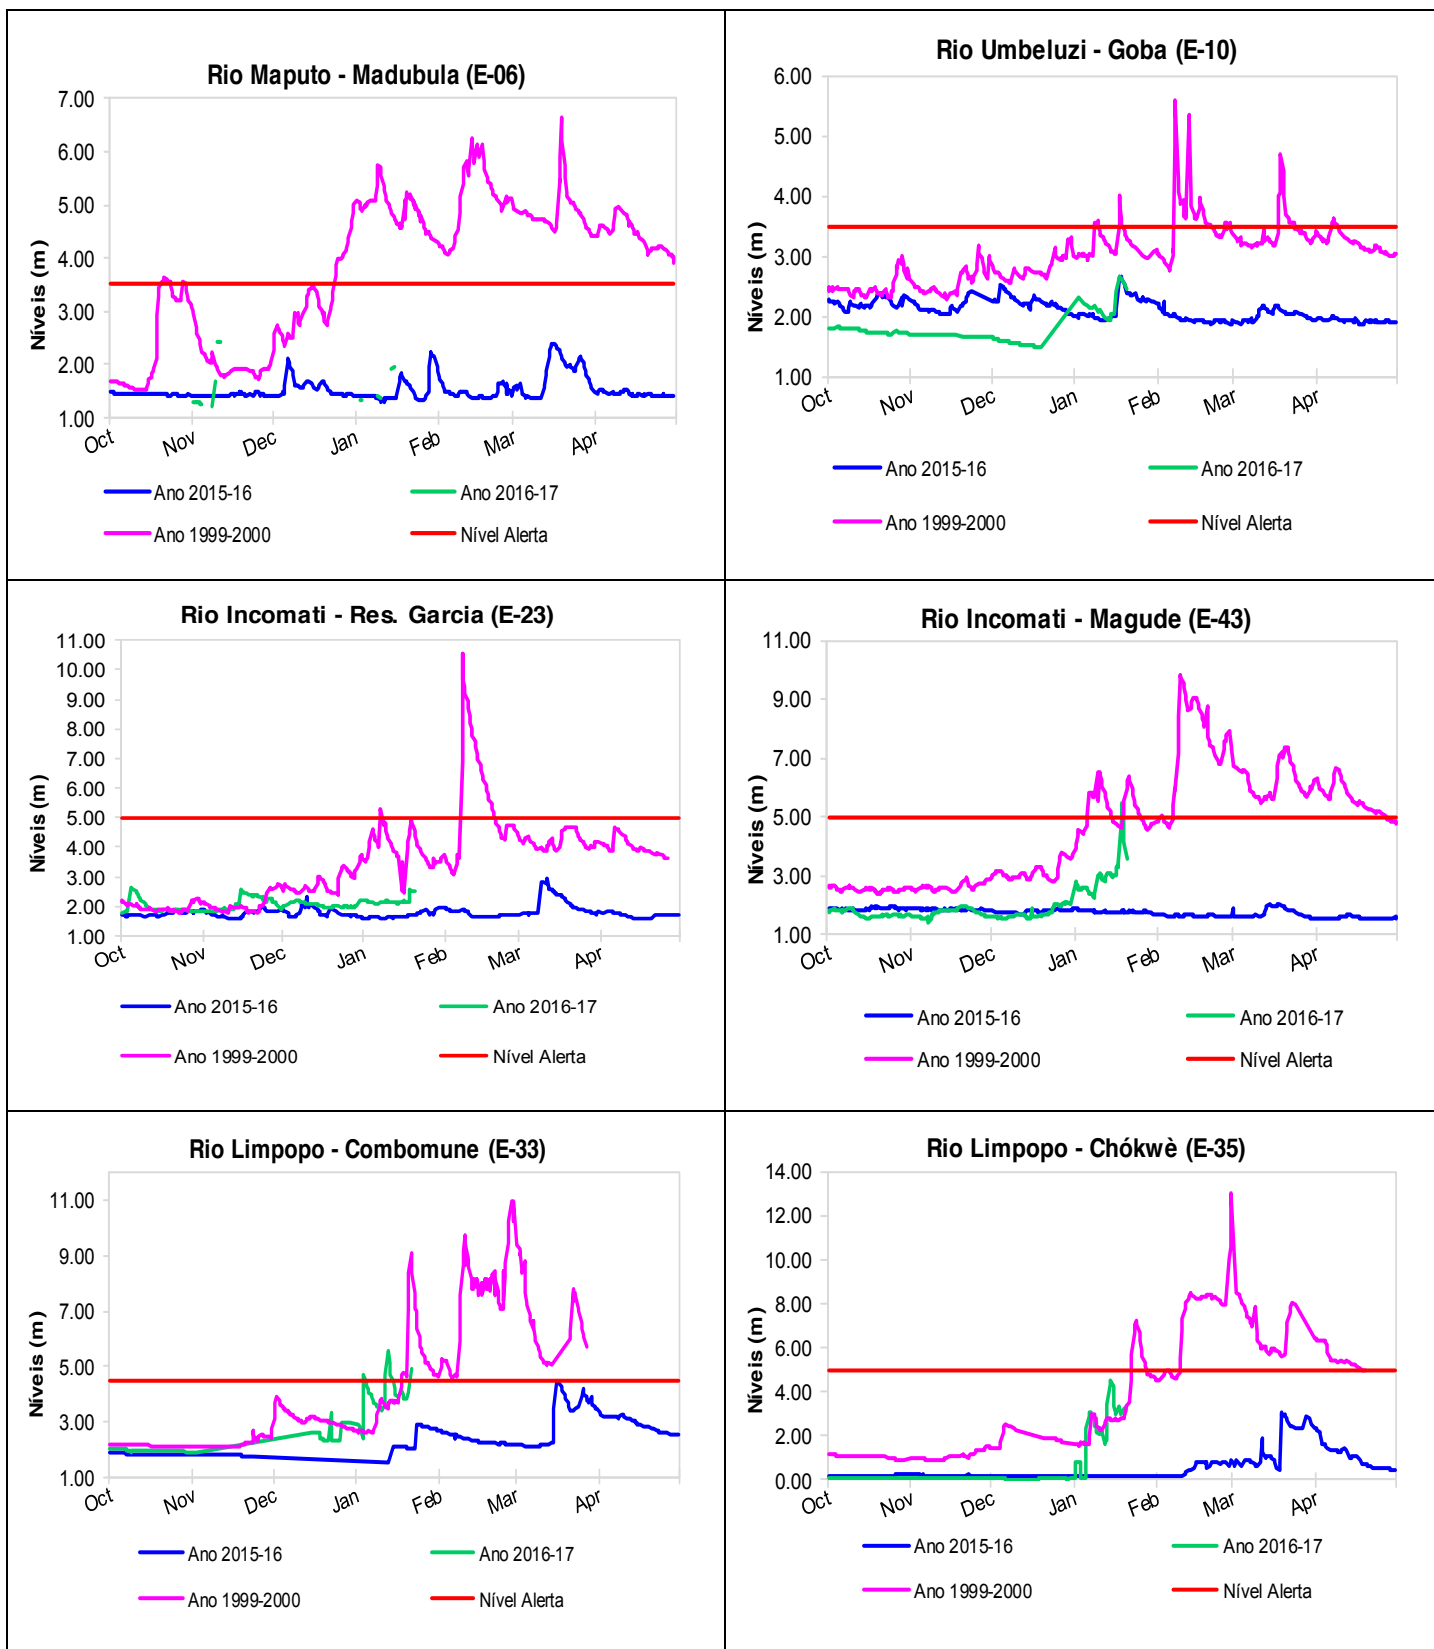 Rio Maputo - Madubula (E-06)
Níveis (m)
7.00
6.00
5.00
4.00
3.00
2.00
1.00
Oct Nov Dec Jan Feb Mar Apr
Ano 2015-16 Ano 2016-17
Ano 1999-2000 Nível Alerta
Rio Umbeluzi - Goba (E-10)
Níveis (m)
6.00
5.00
4.00
3.00
2.00
1.00
Oct Nov Dec Jan Feb Mar Apr
Ano 2015-16 Ano 2016-17
Ano 1999-2000 Nível Alerta
Rio Incomati - Res. Garcia (E-23)
Níveis (m)
11.00
10.00
9.00
8.00
7.00
6.00
5.00
4.00
3.00
2.00
1.00
Oct Nov Dec Jan Feb Mar Apr
Ano 2015-16 Ano 2016-17
Ano 1999-2000 Nível Alerta
Rio Incomati - Magude (E-43)
Níveis (m)
11.00
9.00
7.00
5.00
3.00
1.00
Oct Nov Dec Jan Feb Mar Apr
Ano 2015-16 Ano 2016-17
Ano 1999-2000 Nível Alerta
Rio Limpopo - Combomune (E-33)
Níveis (m)
11.00
9.00
7.00
5.00
3.00
1.00
Oct Nov Dec Jan Feb Mar Apr
Ano 2015-16 Ano 2016-17
Ano 1999-2000 Nível Alerta
Rio Limpopo - Chókwè (E-35)
Níveis (m)
14.00
12.00
10.00
8.00
6.00
4.00
2.00
0.00
Oct Nov Dec Jan Feb Mar Apr
Ano 2015-16 Ano 2016-17
Ano 1999-2000 Nível Alerta